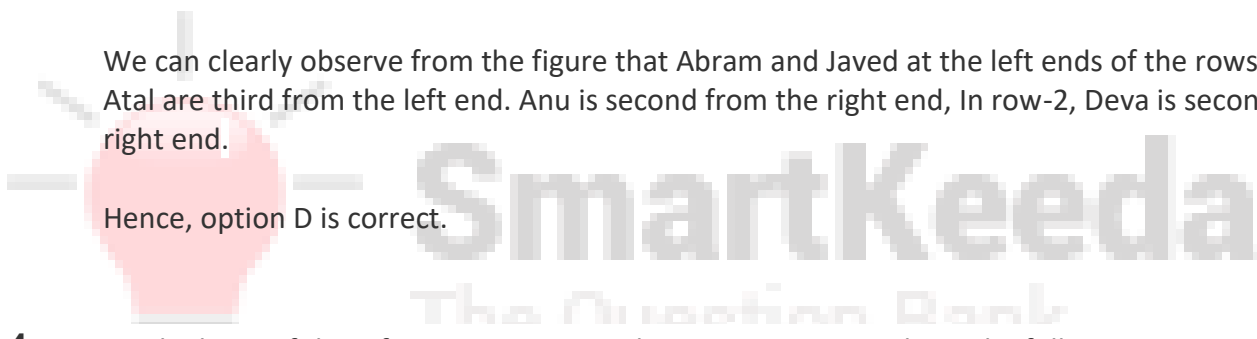 We can clearly observe from the figure that Abram and Javed at the left ends of the rows
Atal are third from the left end. Anu is second from the right end, In row-2, Deva is secon
right end.
Hence, option D is correct.
SmartKeeda
The Question Bank